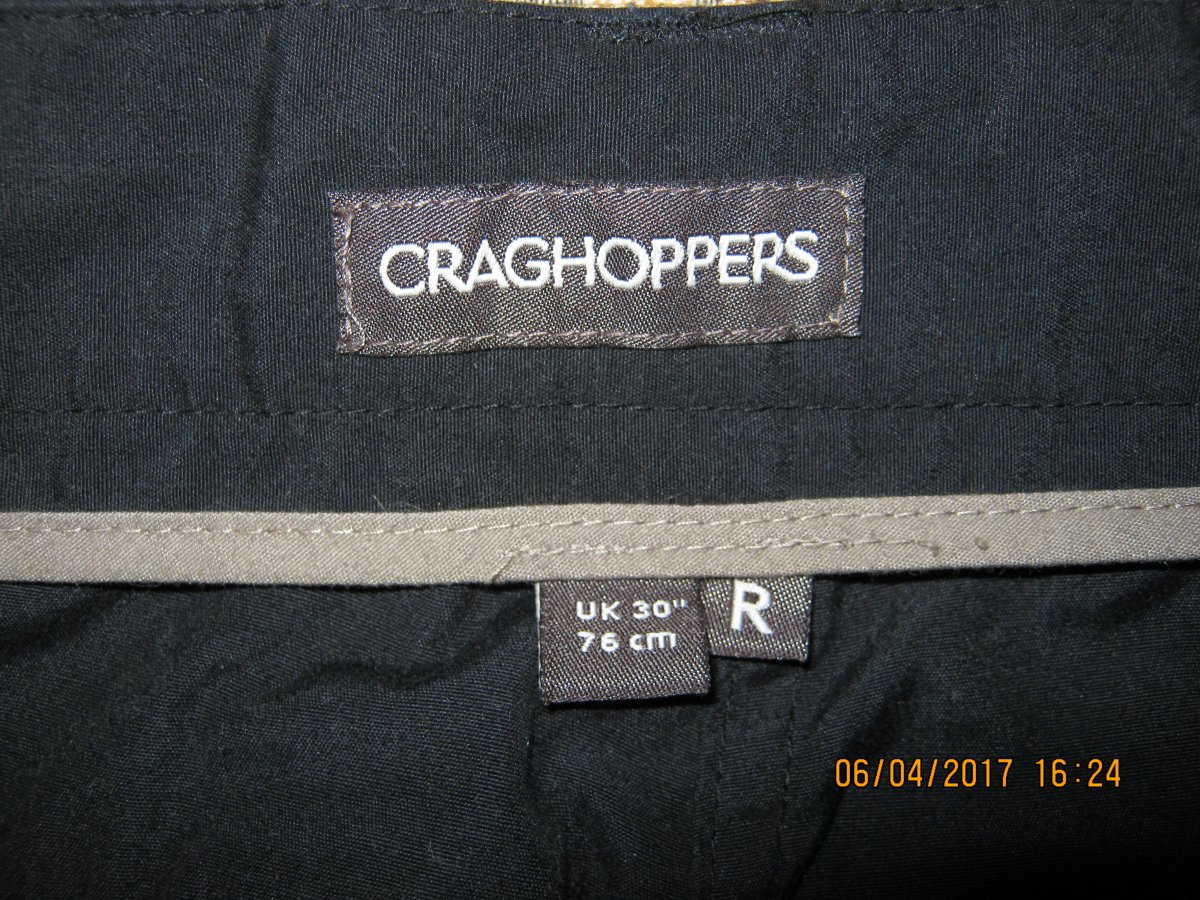 CRAGHOPPERS
UK 30"
76 cm
R
06/04/2017 16:24